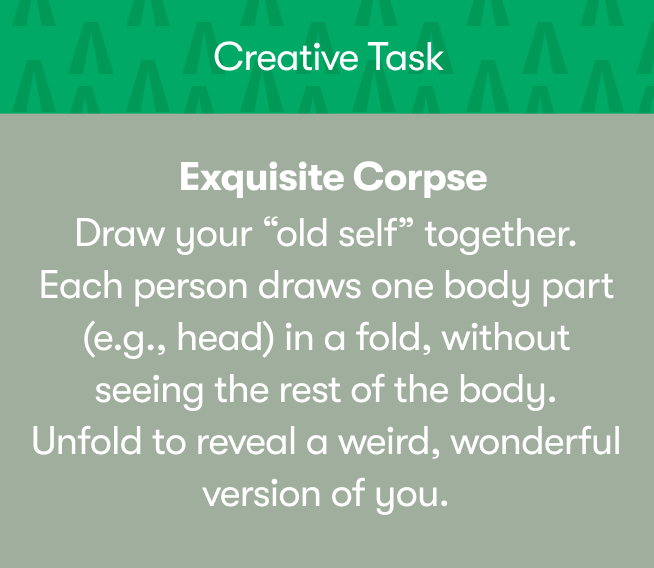 Creative Task
Exquisite Corpse
Draw your “old self” together.
Each person draws one body part
(e.g., head) in a fold, without
seeing the rest of the body.
Unfold to reveal a weird, wonderful
version of you.